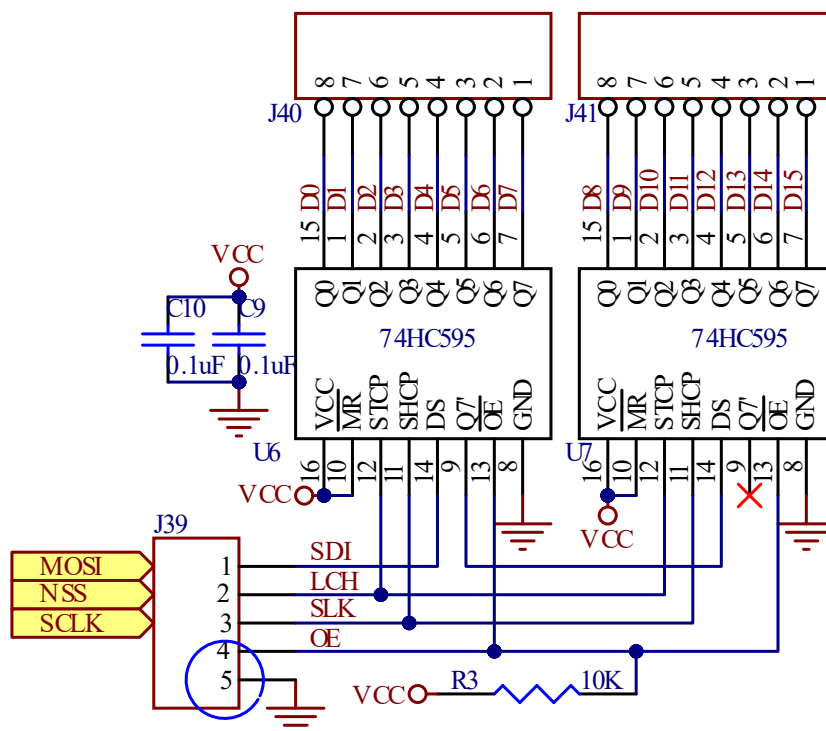 8 7 6 5 4 3 2 1
8 7 6 5 4 3 2 1
J40
J41
D0 D1 D2 D3 D4 D5 D6 D7
D8 D9 D10 D11 D12 D13 D14 D15
15 1 2 3 4 5 6 7
15 1 2 3 4 5 6 7
VCC
C10 C9
0.1uF 0.1uF
Q0 Q1 Q2 Q3 Q4 Q5 Q6 Q7
74HC595
VCC MR STCP SHCP DS Q7' OE GND
U6
16 10 12 11 14 9 13 8
VCC
Q0 Q1 Q2 Q3 Q4 Q5 Q6 Q7
74HC595
VCC MR STCP SHCP DS Q7' OE GND
U7
16 10 12 11 14 9 13 8
VCC
J39
MOSI 1 SDI
NSS 2 LCH
SCLK 3 SLK
4 OE
5
VCC R3 10K